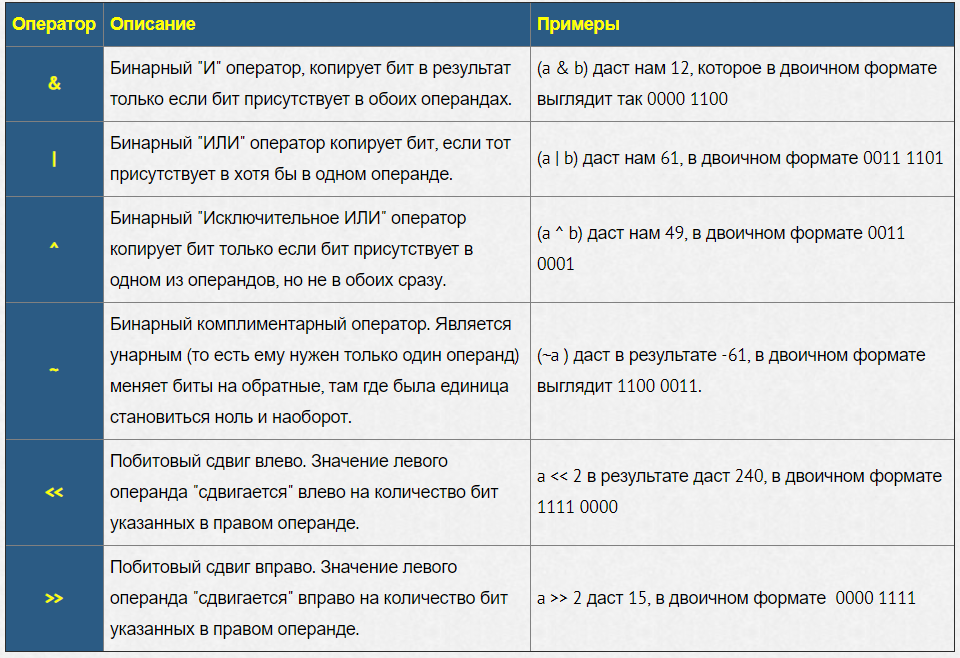 Оператор Описание Примеры
& Бинарный "И" оператор, копирует бит в результат
только если бит присутствует в обоих операндах.
(a & b) даст нам 12, которое в двоичном формате
выглядит так 0000 1100
| Бинарный "ИЛИ" оператор копирует бит, если тот
присутствует в хотя бы в одном операнде.
(a | b) даст нам 61, в двоичном формате 0011 1101
^ Бинарный "Исключительное ИЛИ" оператор
копирует бит только если бит присутствует в
одном из операндов, но не в обоих сразу.
(a ^ b) даст нам 49, в двоичном формате 0011
0001
~ Бинарный комплиментарный оператор. Является
унарным (то есть ему нужен только один операнд)
меняет биты на обратные, там где была единица
становиться ноль и наоборот.
(~a ) даст в результате -61, в двоичном формате
выглядит 1100 0011.
<< Побитовый сдвиг влево. Значение левого
операнда "сдвигается" влево на количество бит
указанных в правом операнде.
a << 2 в результате даст 240, в двоичном формате
1111 0000
>> Побитовый сдвиг вправо. Значение левого
операнда "сдвигается" вправо на количество бит
указанных в правом операнде.
a >> 2 даст 15, в двоичном формате 0000 1111